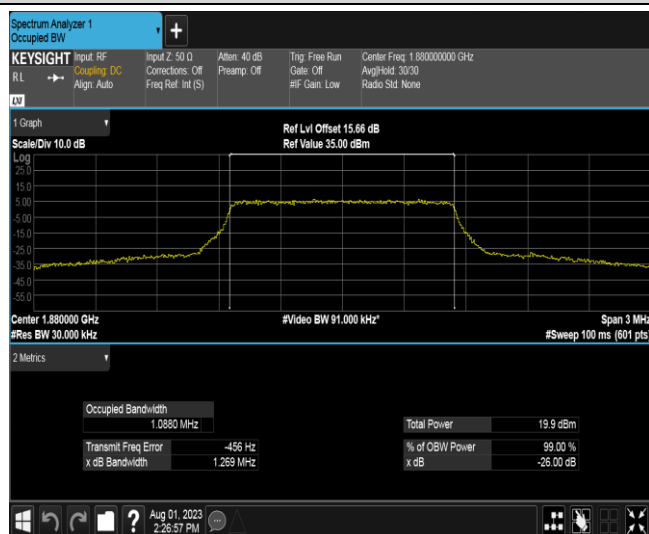 Spectrum Analyzer 1
Occupied BW
+
KEYSIGHT Input: RF Input Z: 50 Ω Atten: 40 dB Trig: Free Run Center Freq: 1.880000000 GHz
RL Coupling: DC Corrections: Off Preamp: Off Gate: Off Avg|Hold: 30/30
Align: Auto Freq Ref: Int (S) #IF Gain: Low Radio Std: None
LXI
1 Graph Ref Lvl Offset 15.66 dB
Scale/Div 10.0 dB Ref Value 35.00 dBm
Log
25.0
15.0
5.00
-5.00
-15.0
-25.0
-35.0
-45.0
-55.0
Center 1.880000 GHz #Video BW 91.000 kHz* Span 3 MHz
#Res BW 30.000 kHz #Sweep 100 ms (601 pts)
2 Metrics
Occupied Bandwidth
1.0880 MHz Total Power 19.9 dBm
Transmit Freq Error -456 Hz % of OBW Power 99.00 %
x dB Bandwidth 1.269 MHz x dB -26.00 dB
? Aug 01, 2023
2:26:57 PM